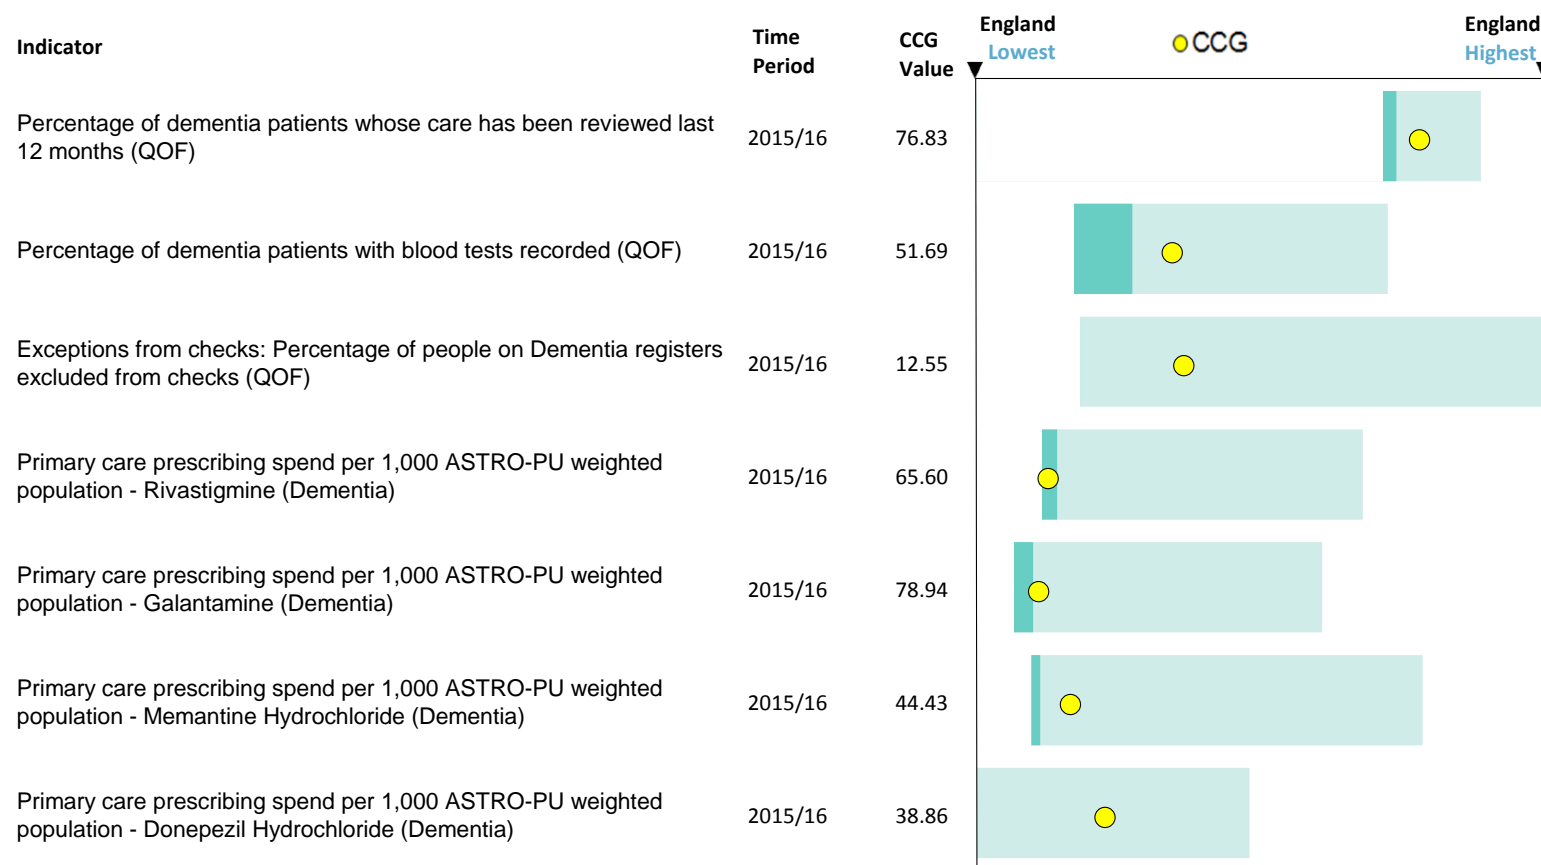 Indicator
Time
Period
CCG
Value
England
Lowest
CCG
England
Highest
Percentage of dementia patients whose care has been reviewed last
12 months (QOF)
2015/16
76.83
Percentage of dementia patients with blood tests recorded (QOF)
2015/16
51.69
Exceptions from checks: Percentage of people on Dementia registers
excluded from checks (QOF)
2015/16
12.55
Primary care prescribing spend per 1,000 ASTRO-PU weighted
population - Rivastigmine (Dementia)
2015/16
65.60
Primary care prescribing spend per 1,000 ASTRO-PU weighted
population - Galantamine (Dementia)
2015/16
78.94
Primary care prescribing spend per 1,000 ASTRO-PU weighted
population - Memantine Hydrochloride (Dementia)
2015/16
44.43
Primary care prescribing spend per 1,000 ASTRO-PU weighted
population - Donepezil Hydrochloride (Dementia)
2015/16
38.86